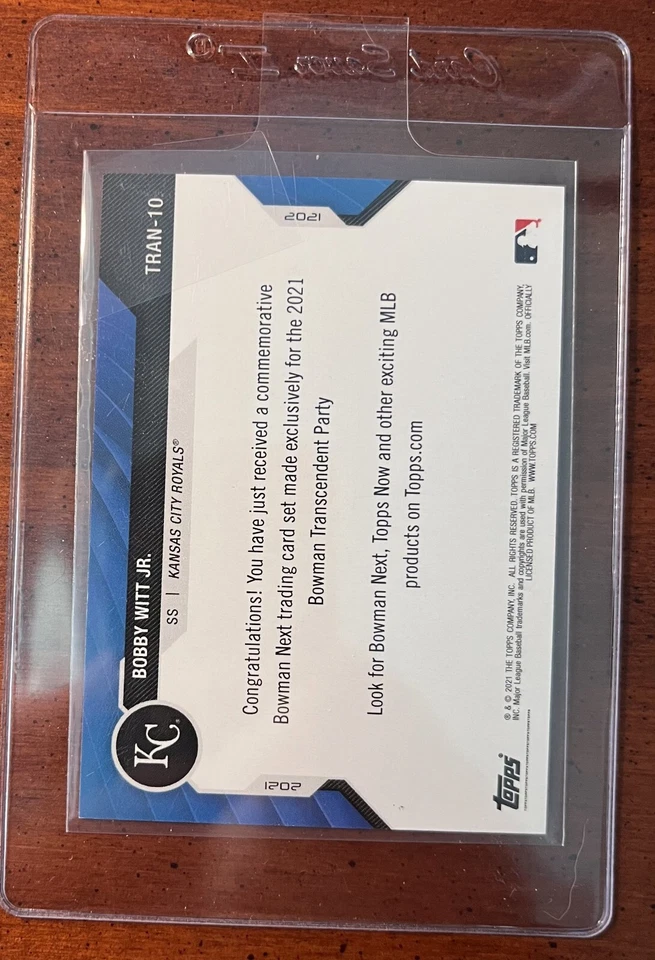 Card Saver II ®
TRAN-10
BOBBY WITT JR.
SS | KANSAS CITY ROYALS®
KC®
2021
2021
Congratulations! You have just received a commemorative
Bowman Next trading card set made exclusively for the 2021
Bowman Transcendent Party
Look for Bowman Next, Topps Now and other exciting MLB
products on Topps.com
® & © 2021 THE TOPPS COMPANY, INC. ALL RIGHTS RESERVED. TOPPS IS A REGISTERED TRADEMARK OF THE TOPPS COMPANY,
INC. Major League Baseball trademarks and copyrights are used with permission of Major League Baseball. Visit MLB.com. OFFICIALLY
LICENSED PRODUCT OF MLB. WWW.TOPPS.COM
topps®